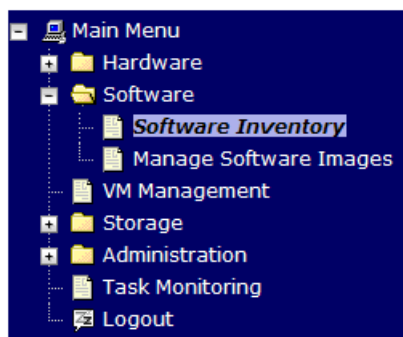 Main Menu
Hardware
Software
Software Inventory
Manage Software Images
VM Management
Storage
Administration
Task Monitoring
Logout